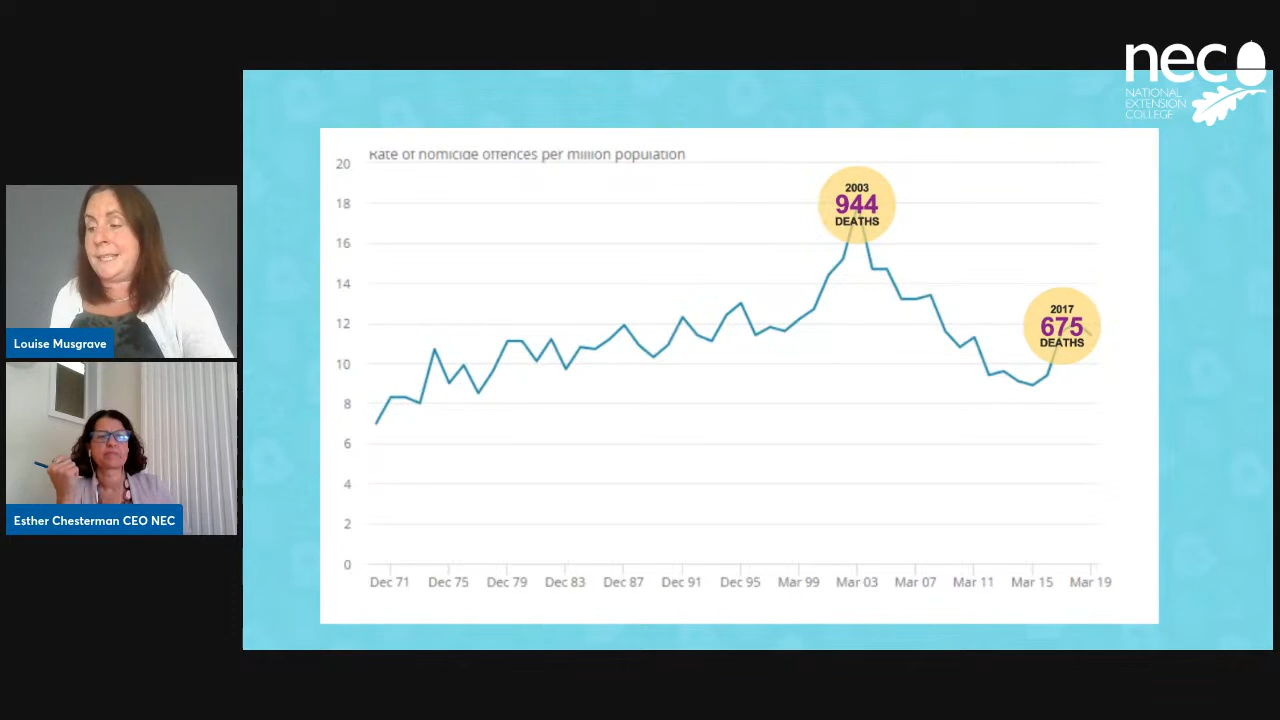 nec
NATIONAL
EXTENSION
COLLEGE
Louise Musgrave
Esther Chesterman CEO NEC
Rate of homicide offences per million population
20
18
16
14
12
10
8
6
4
2
0
2003
944
DEATHS
2017
675
DEATHS
Dec 71 Dec 75 Dec 79 Dec 83 Dec 87 Dec 91 Dec 95 Mar 99 Mar 03 Mar 07 Mar 11 Mar 15 Mar 19